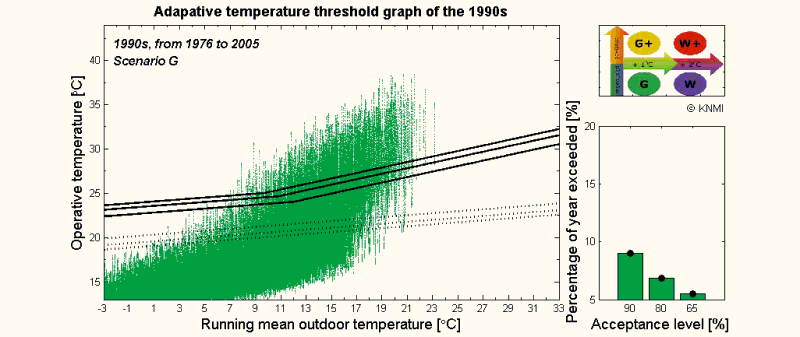 Adapative temperature threshold graph of the 1990s
1990s, from 1976 to 2005
Scenario G
Operative temperature [°C]
40
35
30
25
20
15
-3 -1 1 3 5 7 9 11 13 15 17 19 21 23 25 27 29 31 33
Running mean outdoor temperature [°C]
G+ W+
+ 1°C + 2°C
G W
© KNMI
Percentage of year exceeded [%]
20
15
10
5
90 80 65
Acceptance level [%]